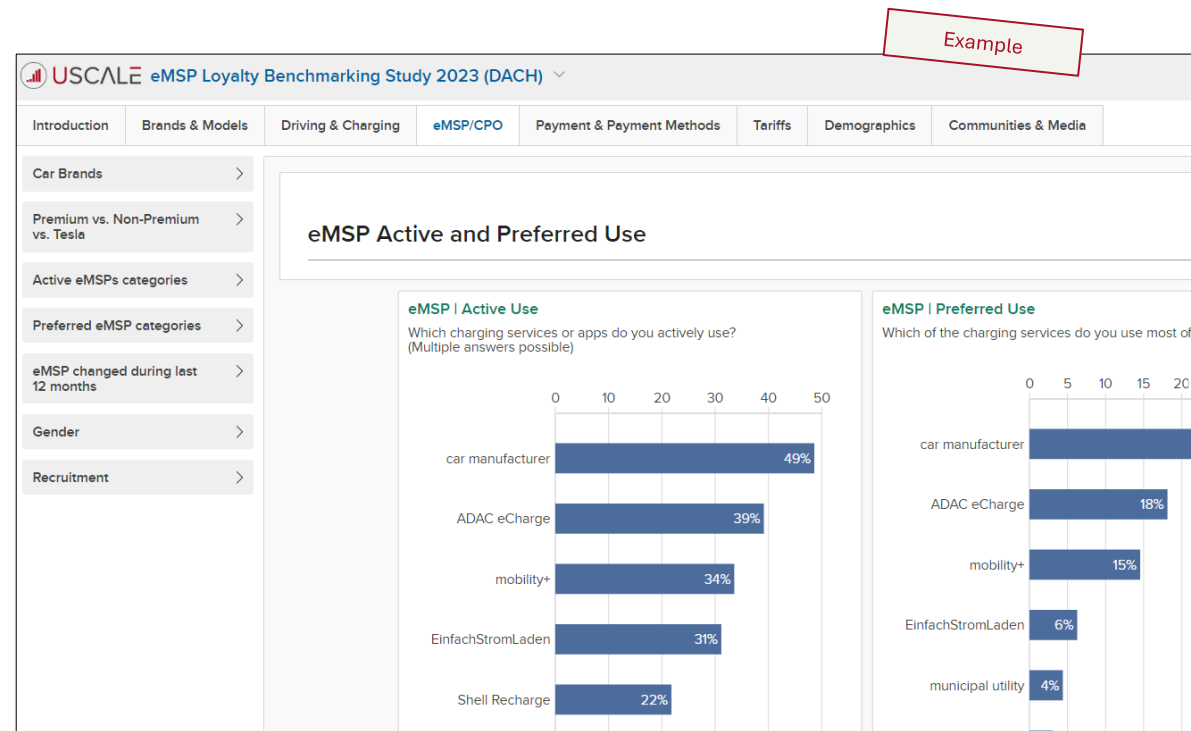 Example
USCALE eMSP Loyalty Benchmarking Study 2023 (DACH)
Introduction Brands & Models Driving & Charging eMSP/CPO Payment & Payment Methods Tariffs Demographics Communities & Media
Car Brands
Premium vs. Non-Premium
vs. Tesla
Active eMSPs categories
Preferred eMSP categories
eMSP changed during last
12 months
Gender
Recruitment
eMSP Active and Preferred Use
eMSP | Active Use
Which charging services or apps do you actively use?
(Multiple answers possible)
0 10 20 30 40 50
car manufacturer 49%
ADAC eCharge 39%
mobility+ 34%
EinfachStromLaden 31%
Shell Recharge 22%
eMSP | Preferred Use
Which of the charging services do you use most of
0 5 10 15 20
car manufacturer
ADAC eCharge 18%
mobility+ 15%
EinfachStromLaden 6%
municipal utility 4%